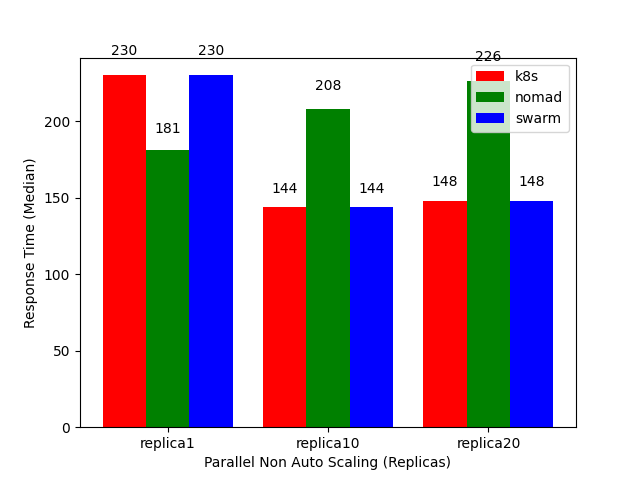 230 230 226
k8s
208
nomad
swarm
181
148 148
144 144
200
150
100
50
0
Response Time (Median)
replica1 replica10 replica20
Parallel Non Auto Scaling (Replicas)